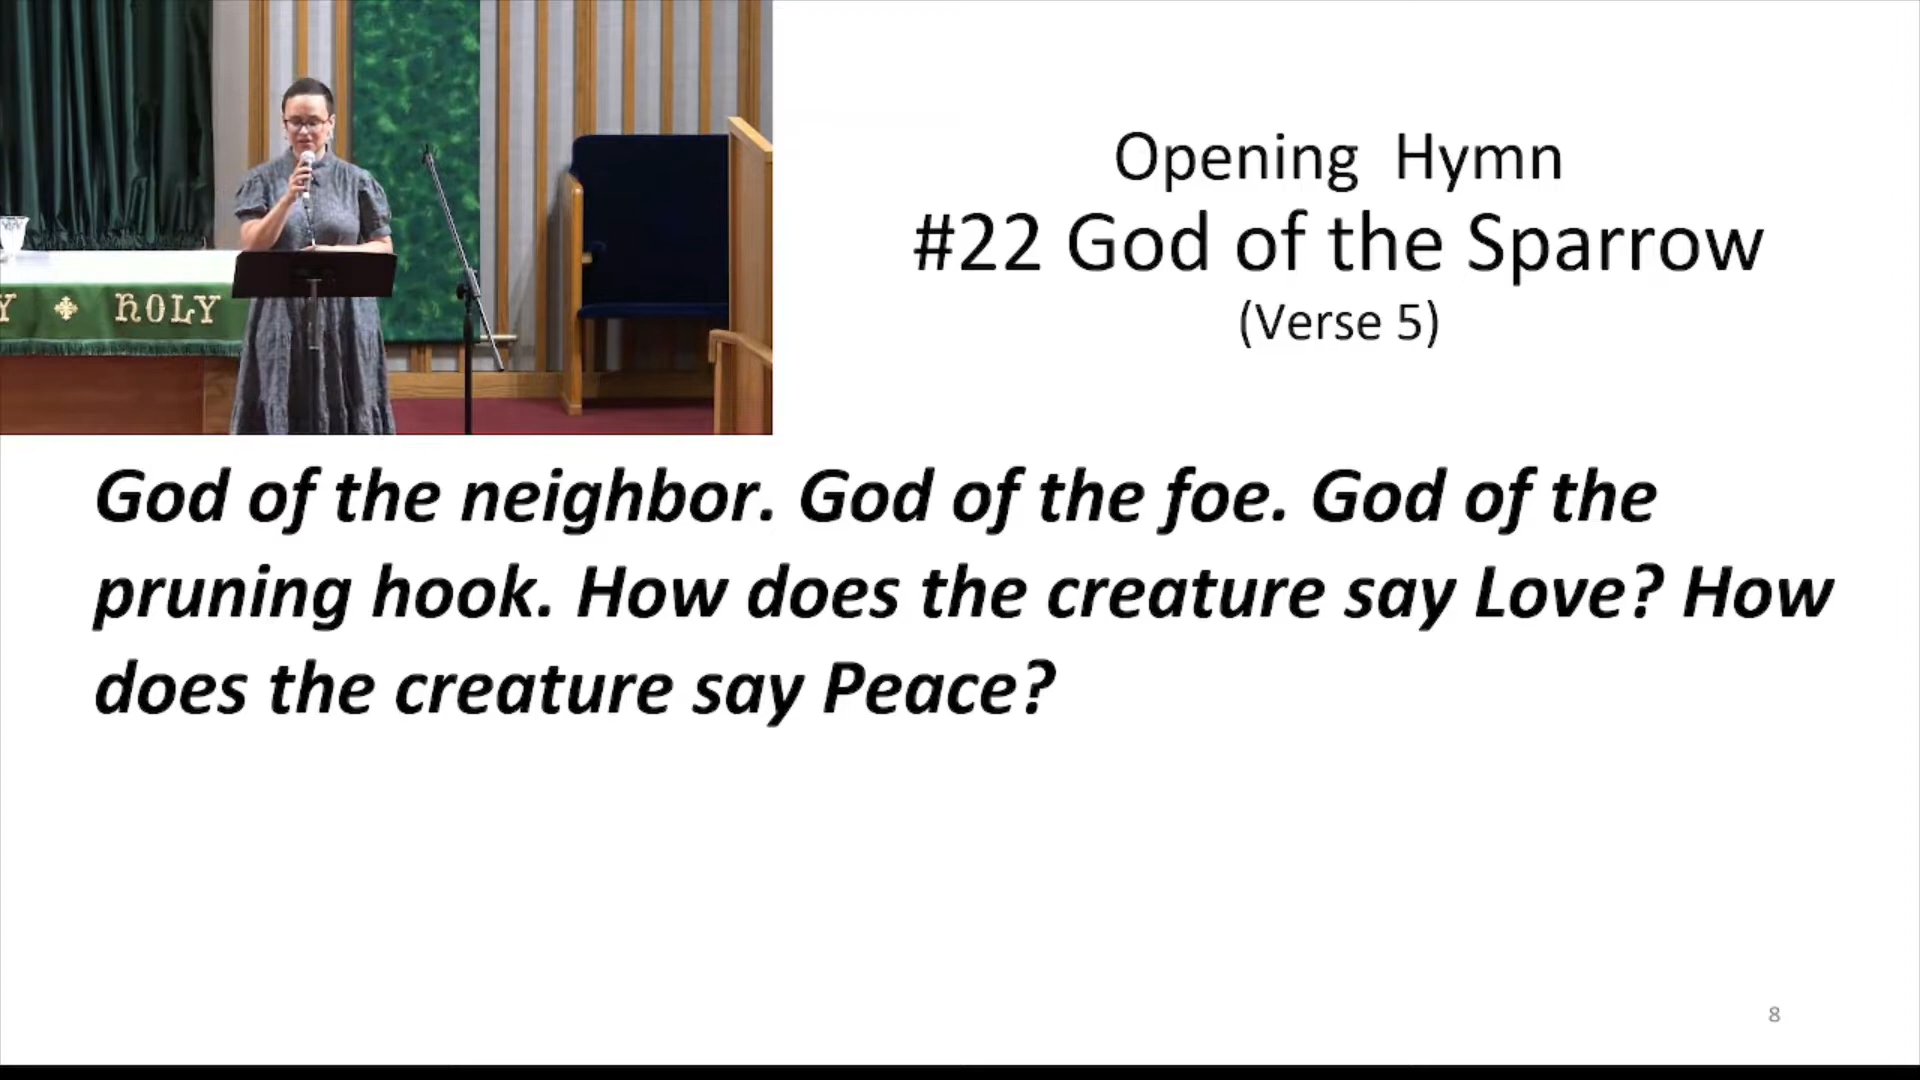 Opening Hymn
#22 God of the Sparrow
(Verse 5)
Y ✣ HOLY
God of the neighbor. God of the foe. God of the
pruning hook. How does the creature say Love? How
does the creature say Peace?
8